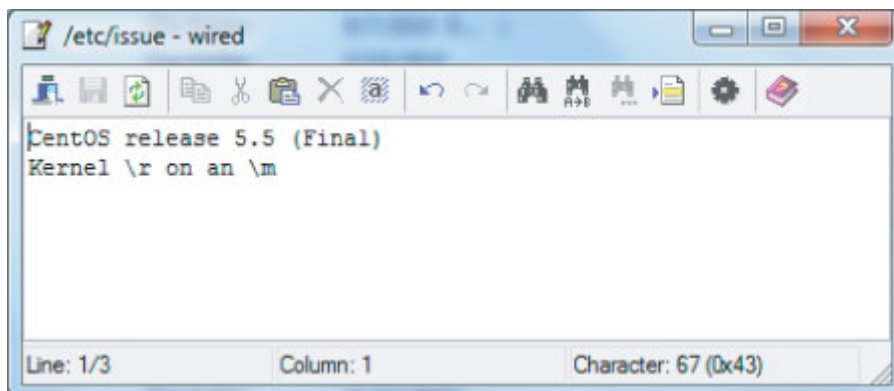 /etc/issue - wired
CentOS release 5.5 (Final)
Kernel \r on an \m
Line: 1/3 Column: 1 Character: 67 (0x43)